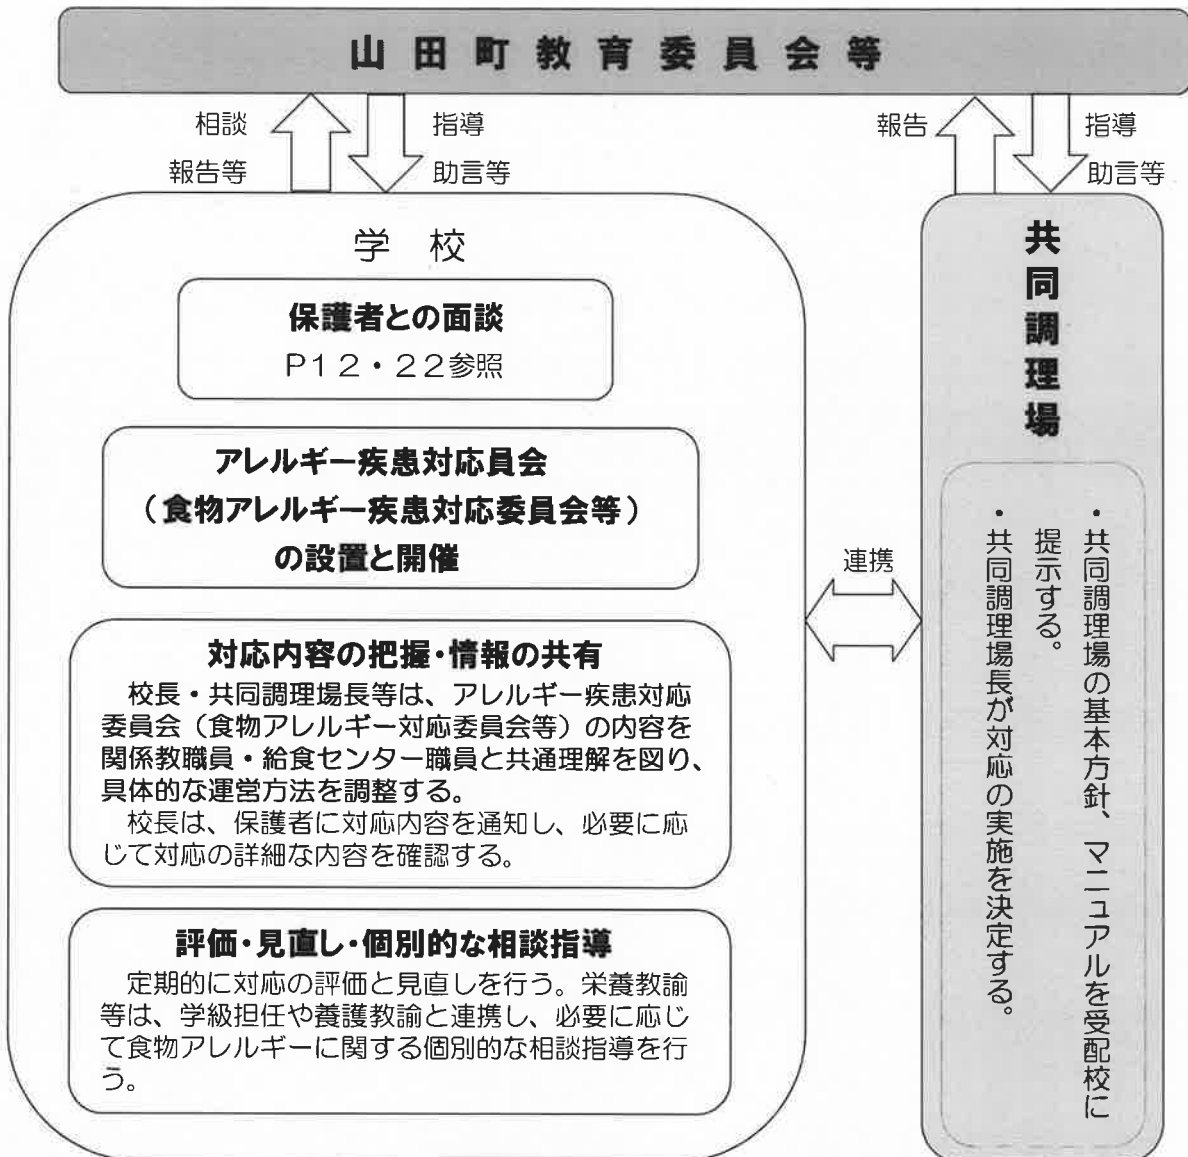 山田町教育委員会等
相談
報告等
指導
助言等
報告
指導
助言等
学 校
保護者との面談
P12・22参照
アレルギー疾患対応員会
(食物アレルギー疾患対応委員会等)
の設置と開催
対応内容の把握・情報の共有
校長・共同調理場長等は、アレルギー疾患対応
委員会(食物アレルギー対応委員会等)の内容を
関係教職員・給食センター職員と共通理解を図り、
具体的な運営方法を調整する。
校長は、保護者に対応内容を通知し、必要に応
じて対応の詳細な内容を確認する。
評価・見直し・個別的な相談指導
定期的に対応の評価と見直しを行う。栄養教諭
等は、学級担任や養護教諭と連携し、必要に応じ
て食物アレルギーに関する個別的な相談指導を行
う。
連携
共同調理場
・共同調理場の基本方針、マニュアルを受配校に
提示する。
・共同調理場長が対応の実施を決定する。